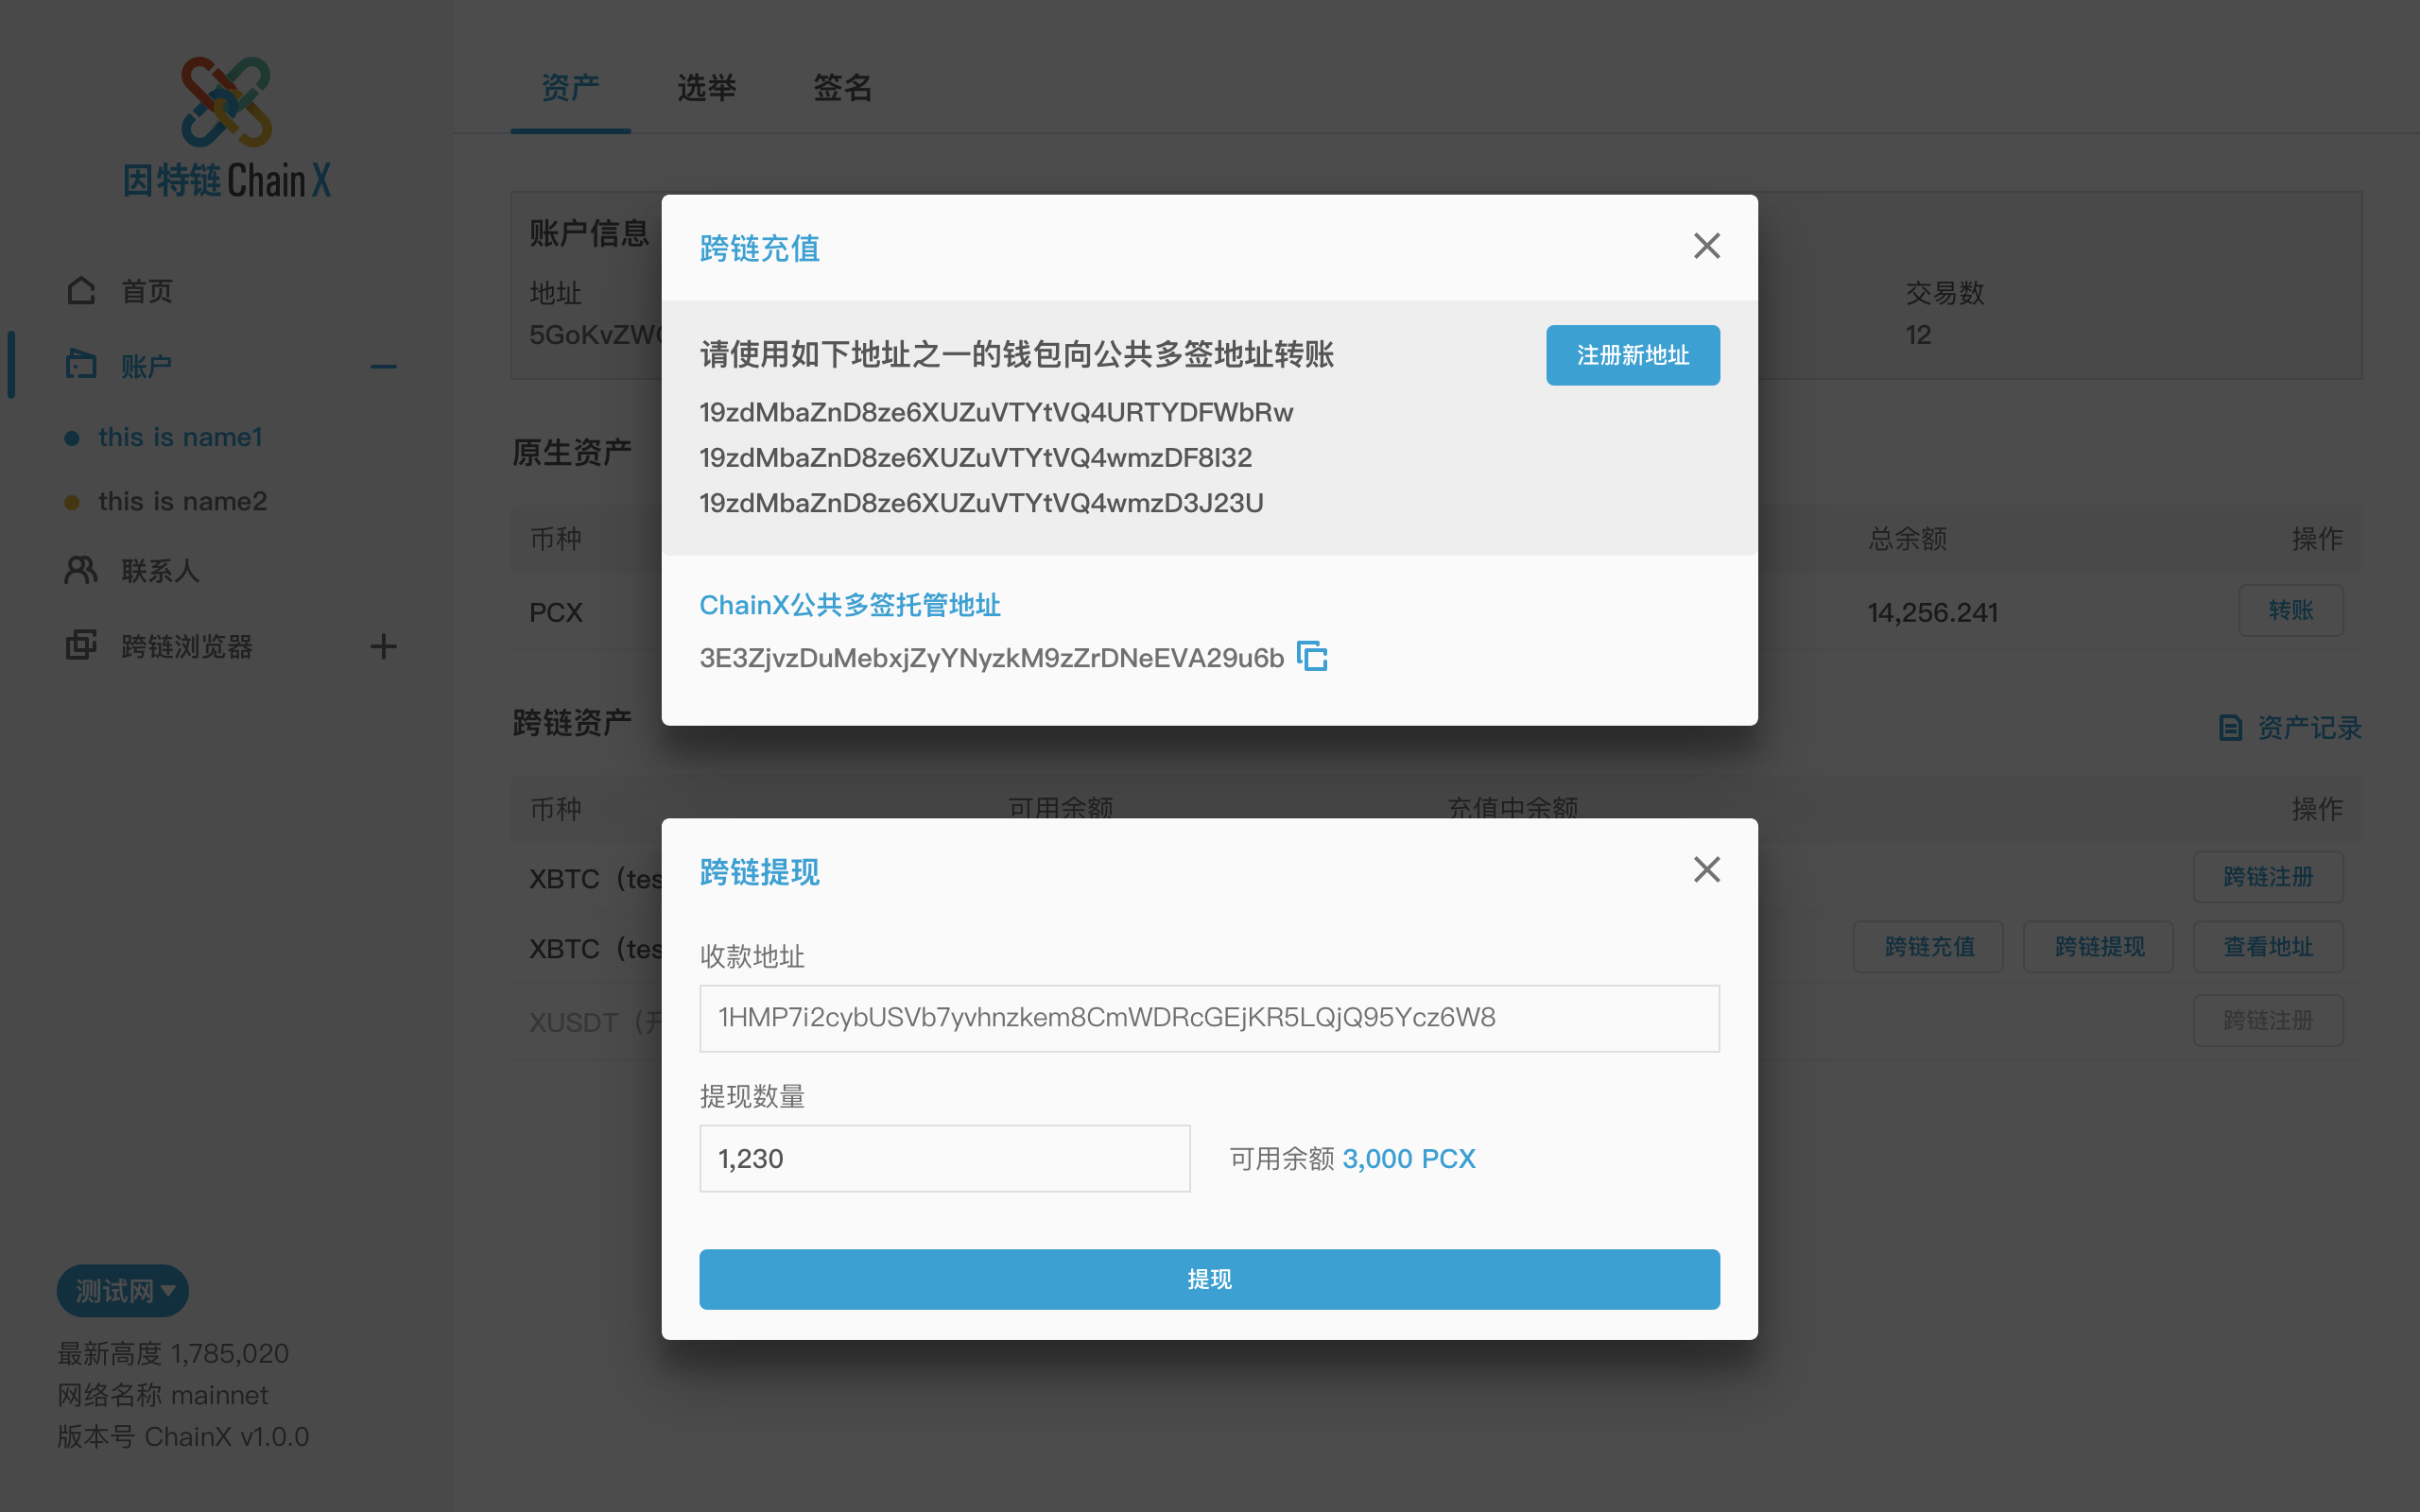 因特链 ChainX
首页
账户
this is name1
this is name2
联系人
跨链浏览器
测试网
最新高度 1,785,020
网络名称 mainnet
版本号 ChainX v1.0.0
资产 选举 签名
账户信息
地址 交易数
5GoKvZW 12
原生资产
币种 总余额 操作
PCX 14,256.241 转账
跨链资产 资产记录
币种 可用余额 充值中余额 操作
XBTC（tes 跨链注册
XBTC（tes 跨链充值 跨链提现 查看地址
XUSDT（开 跨链注册
跨链充值
请使用如下地址之一的钱包向公共多签地址转账 注册新地址
19zdMbaZnD8ze6XUZuVTYtVQ4URTYDFWbRw
19zdMbaZnD8ze6XUZuVTYtVQ4wmzDF8I32
19zdMbaZnD8ze6XUZuVTYtVQ4wmzD3J23U
ChainX公共多签托管地址
3E3ZjvzDuMebxjZyYNyzkM9zZrDNeEVA29u6b
跨链提现
收款地址
1HMP7i2cybUSVb7yvhnzkem8CmWDRcGEjKR5LQjQ95Ycz6W8
提现数量
1,230 可用余额 3,000 PCX
提现